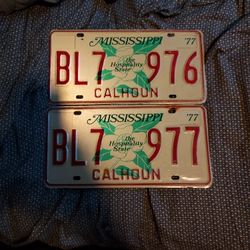 MISSISSIPPI '77
BL7 976
the
Hospitality
State
CALHOUN
MISSISSIPPI '77
BL7 977
the
Hospitality
State
CALHOUN